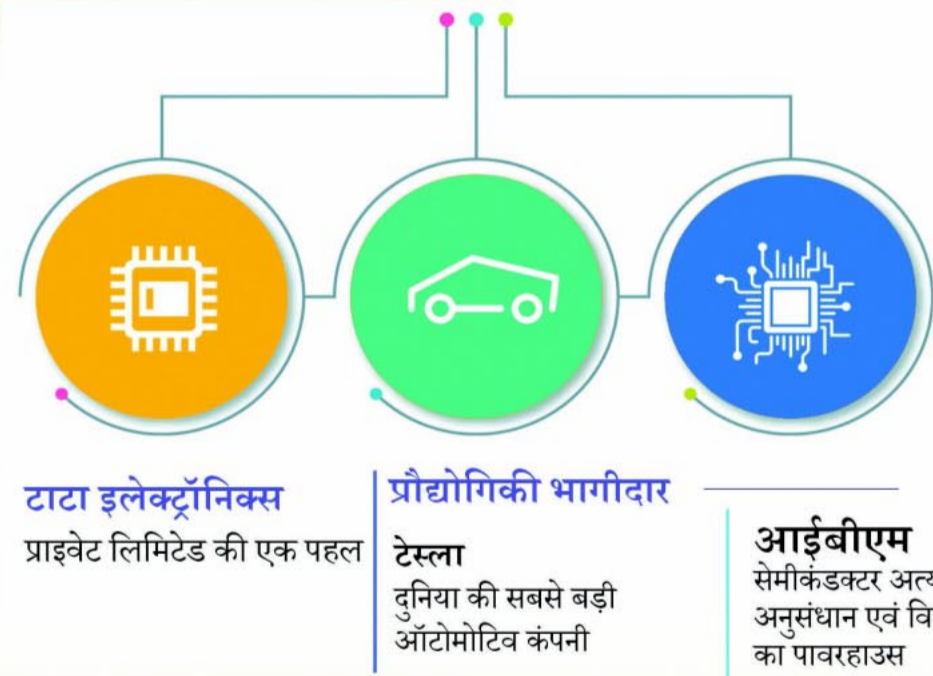 टाटा इलेक्ट्रॉनिक्स
प्राइवेट लिमिटेड की एक पहल
प्रौद्योगिकी भागीदार
टेस्ला
दुनिया की सबसे बड़ी
ऑटोमोटिव कंपनी
आईबीएम
सेमीकंडक्टर
अनुसंधान एवं
का पावरहाउस